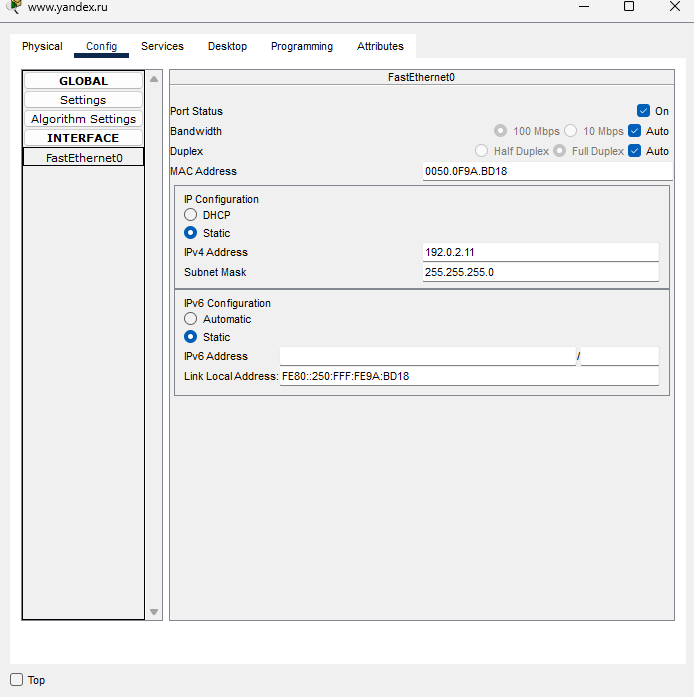 www.yandex.ru
Physical Config Services Desktop Programming Attributes
GLOBAL
Settings
Algorithm Settings
INTERFACE
FastEthernet0
FastEthernet0
Port Status On
Bandwidth 100 Mbps 10 Mbps Auto
Duplex Half Duplex Full Duplex Auto
MAC Address 0050.0F9A.BD18
IP Configuration
DHCP
Static
IPv4 Address 192.0.2.11
Subnet Mask 255.255.255.0
IPv6 Configuration
Automatic
Static
IPv6 Address /
Link Local Address: FE80::250:FFF:FE9A:BD18
Top